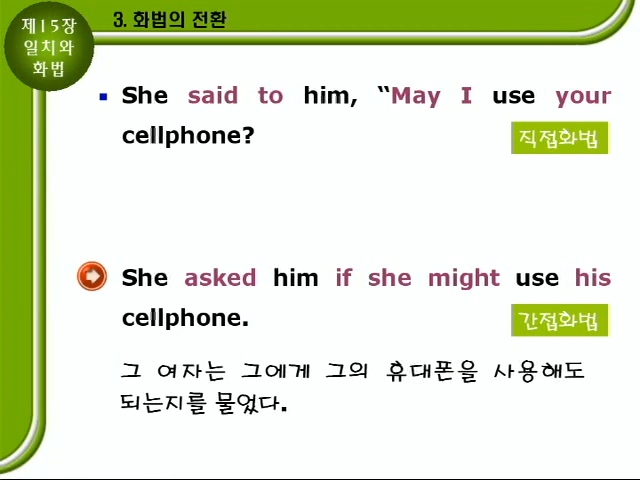 제15장
일치와
화법
3. 화법의 전환
▪ She said to him, “May I use your
cellphone?
직접화법
She asked him if she might use his
cellphone.
간접화법
그 여자는 그에게 그의 휴대폰을 사용해도
되는지를 물었다.